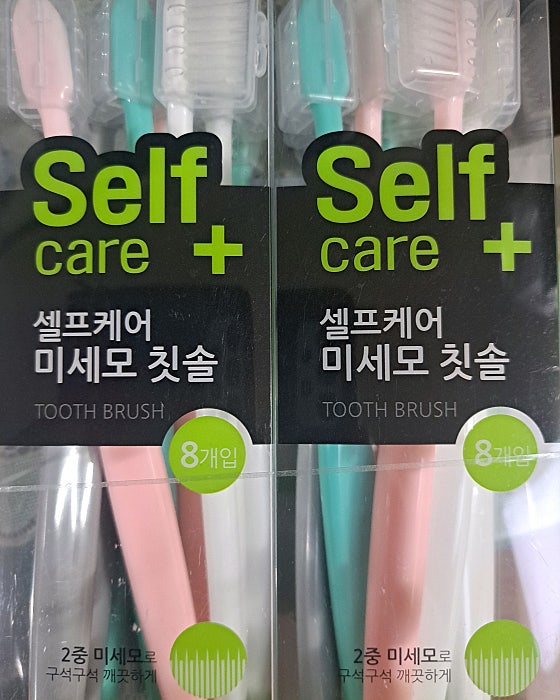 Self
care +
셀프케어
미세모 칫솔
TOOTH BRUSH
8개입
2중 미세모로
구석구석 깨끗하게
Self
care +
셀프케어
미세모 칫솔
TOOTH BRUSH
8개입
2중 미세모로
구석구석 깨끗하게